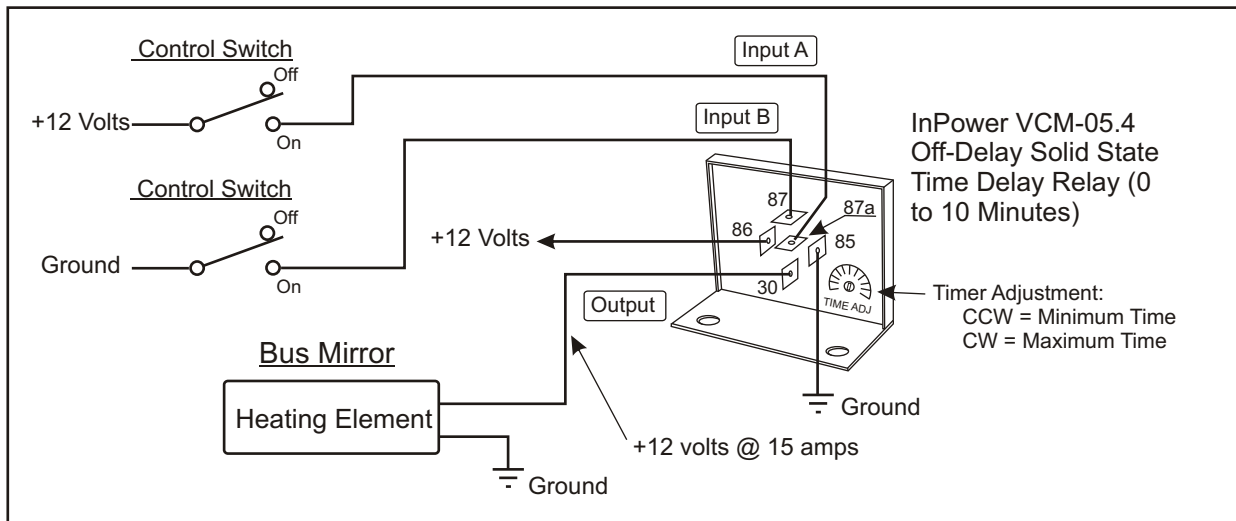 Control Switch
Off
+12 Volts
On
Input A
Input B
Control Switch
Off
Ground
On
InPower VCM-05.4
Off-Delay Solid State
Time Delay Relay (0
to 10 Minutes)
87
87a
86
85
+12 Volts
30
TIME ADJ
Output
Timer Adjustment:
CCW = Minimum Time
CW = Maximum Time
Bus Mirror
Heating Element
Ground
+12 volts @ 15 amps
Ground